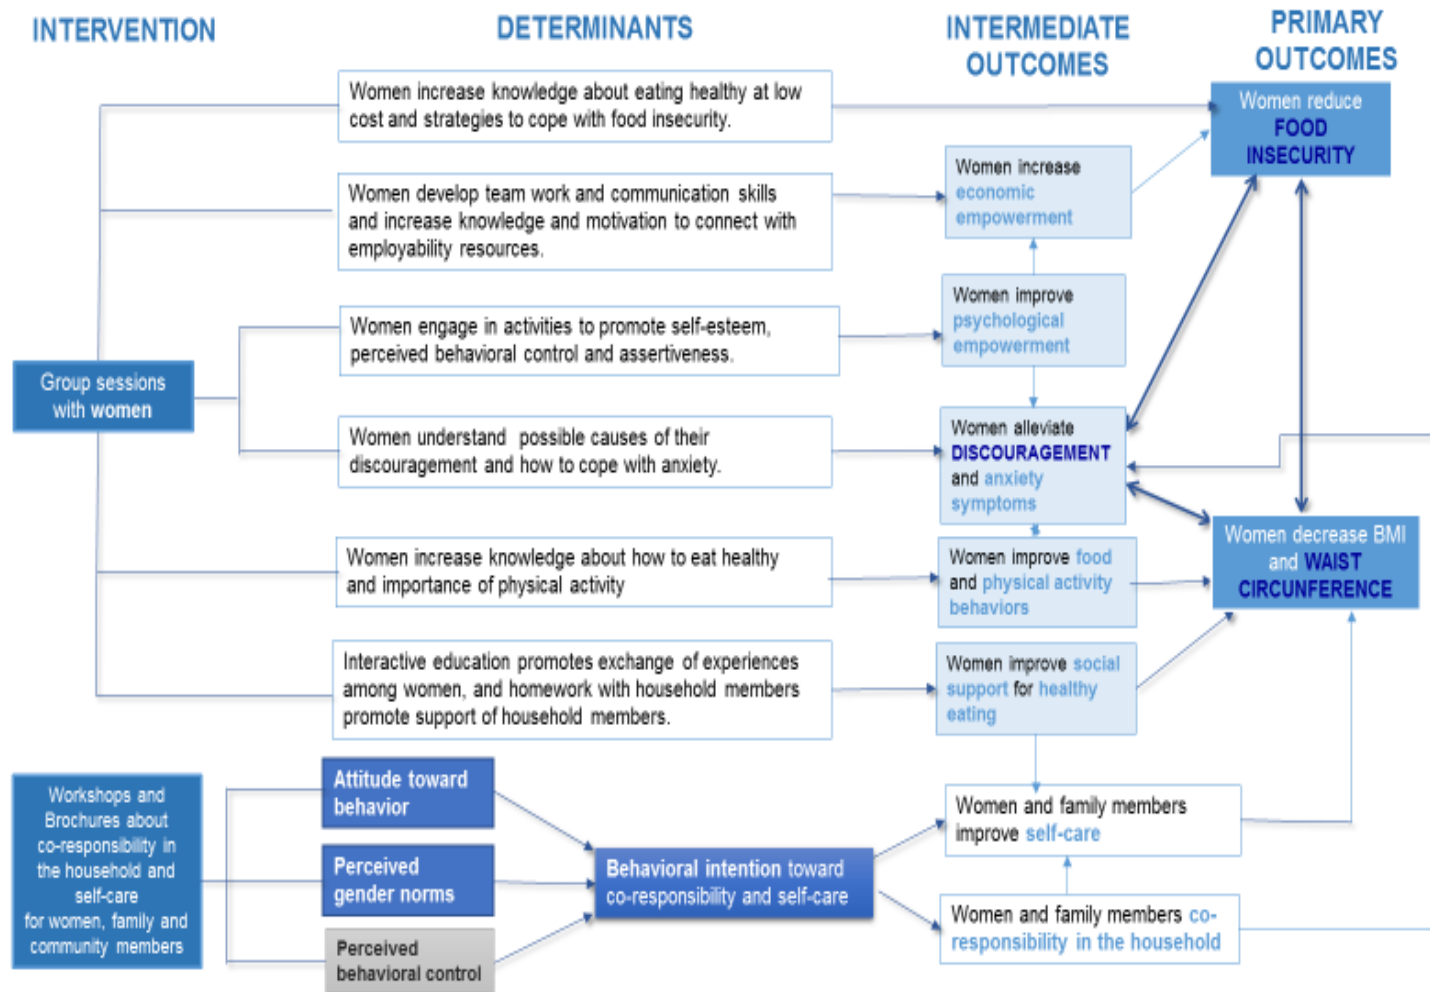 INTERVENTION
DETERMINANTS
INTERMEDIATE
OUTCOMES
PRIMARY
OUTCOMES
Women increase knowledge about eating healthy at low
cost and strategies to cope with food insecurity.
Women reduce
FOOD
INSECURITY
Women develop team work and communication skills
and increase knowledge and motivation to connect with
employability resources.
Women increase
economic
empowerment
Women engage in activities to promote self-esteem,
perceived behavioral control and assertiveness.
Women improve
psychological
empowerment
Group sessions
with women
Women understand possible causes of their
discouragement and how to cope with anxiety.
Women alleviate
DISCOURAGEMENT
and anxiety
symptoms
Women increase knowledge about how to eat healthy
and importance of physical activity
Women improve food
and physical activity
behaviors
Women decrease BMI
and WAIST
CIRCUNFERENCE
Interactive education promotes exchange of experiences
among women, and homework with household members
promote support of household members.
Women improve social
support for healthy
eating
Workshops and
Brochures about
co-responsibility in
the household and
self-care
for women, family and
community members
Attitude toward
behavior
Perceived
gender norms
Perceived
behavioral control
Behavioral intention toward
co-responsibility and self-care
Women and family members
improve self-care
Women and family members co-
responsibility in the household